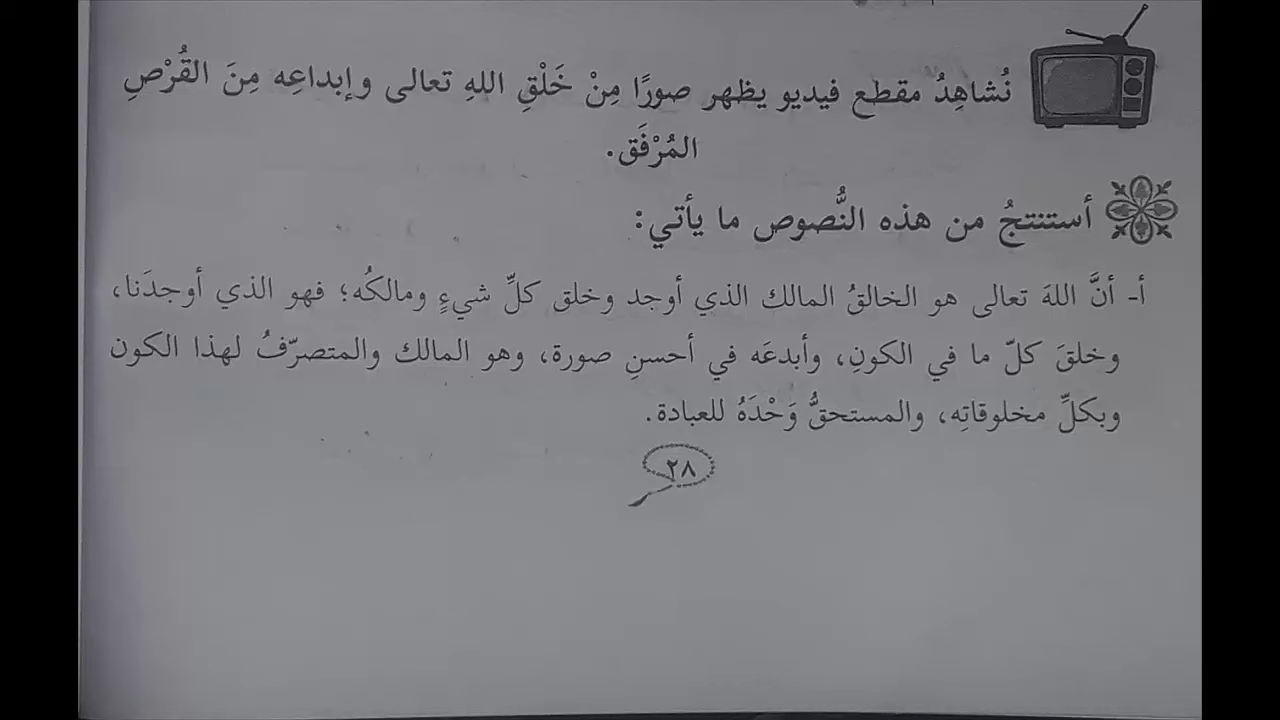 نُشاهِدُ مقطع فيديو يظهر صورًا مِنْ خَلْقِ اللهِ تعالى وإبداعِه مِنَ القُرْصِ
المُرْفَق.
أستنتجُ من هذه النُّصوص ما يأتي:
أ- أنَّ اللهَ تعالى هو الخالقُ المالك الذي أوجد وخلق كلِّ شيءٍ ومالكُه؛ فهو الذي أوجدَنا،
وخلقَ كلّ ما في الكونِ، وأبدعَه في أحسنِ صورة، وهو المالك والمتصرّفُ لهذا الكون
وبكلِّ مخلوقاتِه، والمستحقُّ وَحْدَهُ للعبادة.
٢٨